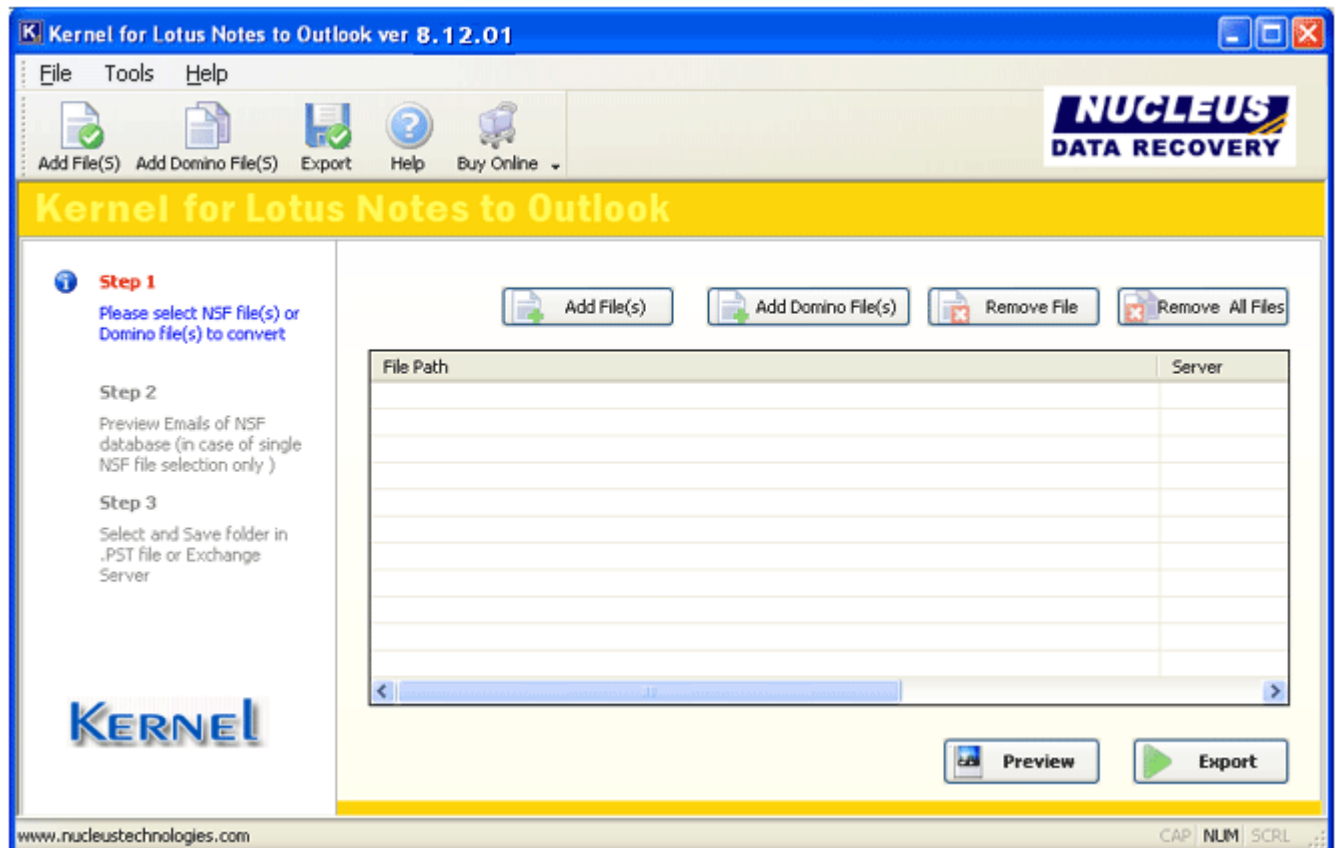 Kernel for Lotus Notes to Outlook ver 8.12.01
File Tools Help
Add File(S) Add Domino File(S) Export Help Buy Online
NUCLEUS
DATA RECOVERY
Kernel for Lotus Notes to Outlook
Step 1
Please select NSF file(s) or
Domino file(s) to convert
Step 2
Preview Emails of NSF
database (in case of single
NSF file selection only )
Step 3
Select and Save folder in
.PST file or Exchange
Server
KERNEl
Add File(s) Add Domino File(s) Remove File Remove All Files
File Path Server
Preview Export
www.nucleustechnologies.com
CAP NUM SCRL